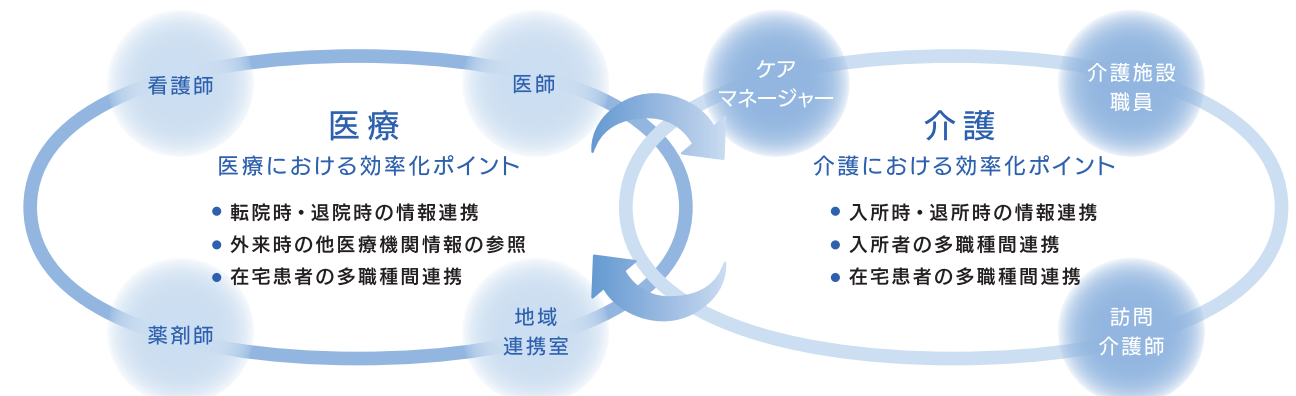 看護師
医師
医療
医療における効率化ポイント
● 転院時・退院時の情報連携
● 外来時の他医療機関情報の参照
● 在宅患者の多職種間連携
薬剤師
地域
連携室
ケア
マネージャー
介護施設
職員
介護
介護における効率化ポイント
● 入所時・退所時の情報連携
● 入所者の多職種間連携
● 在宅患者の多職種間連携
訪問
介護師